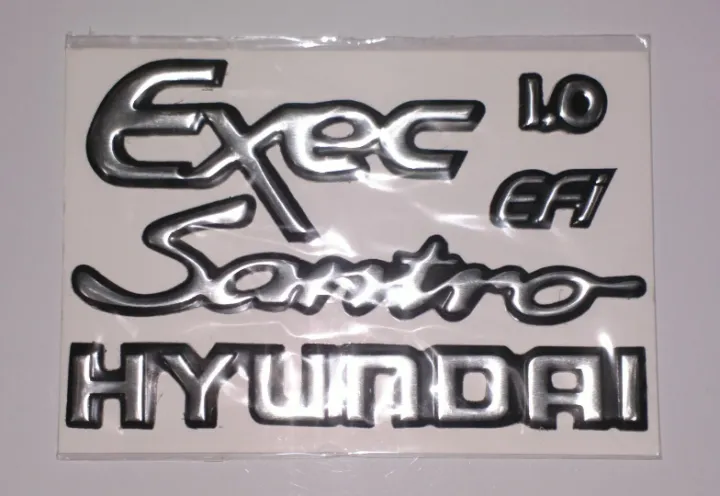 Exec
1.0
EFi
Santro
HYUNDAI